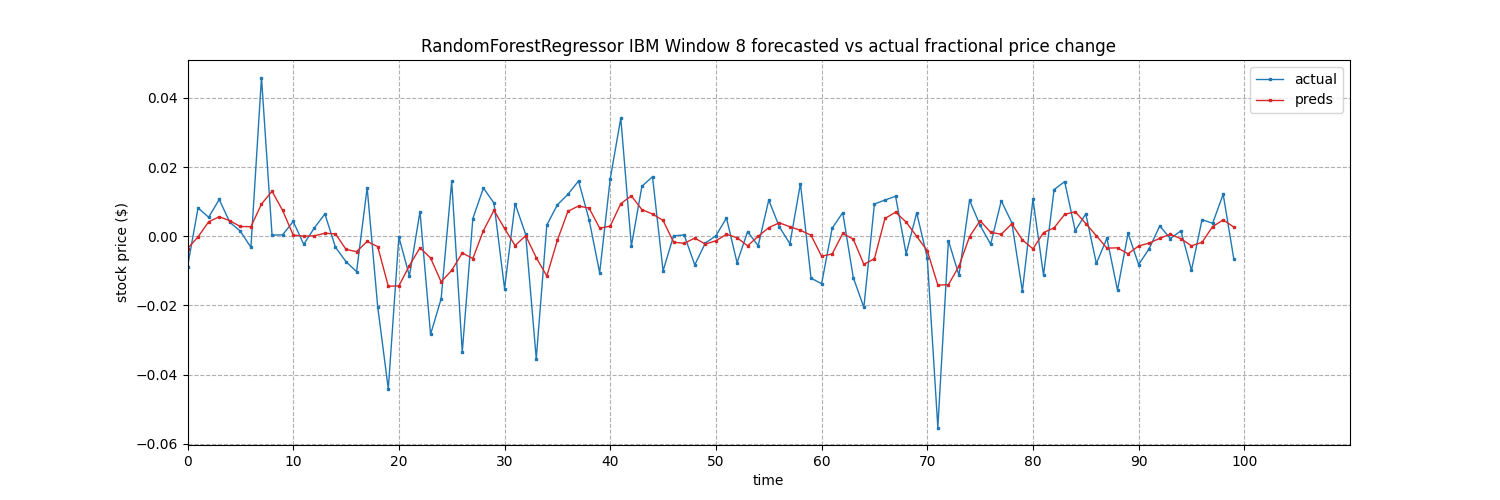 RandomForestRegressor IBM Window 8 forecasted vs actual fractional price change
actual
preds
stock price ($)
0.04
0.02
0.00
−0.02
−0.04
−0.06
0 10 20 30 40 50 60 70 80 90 100
time